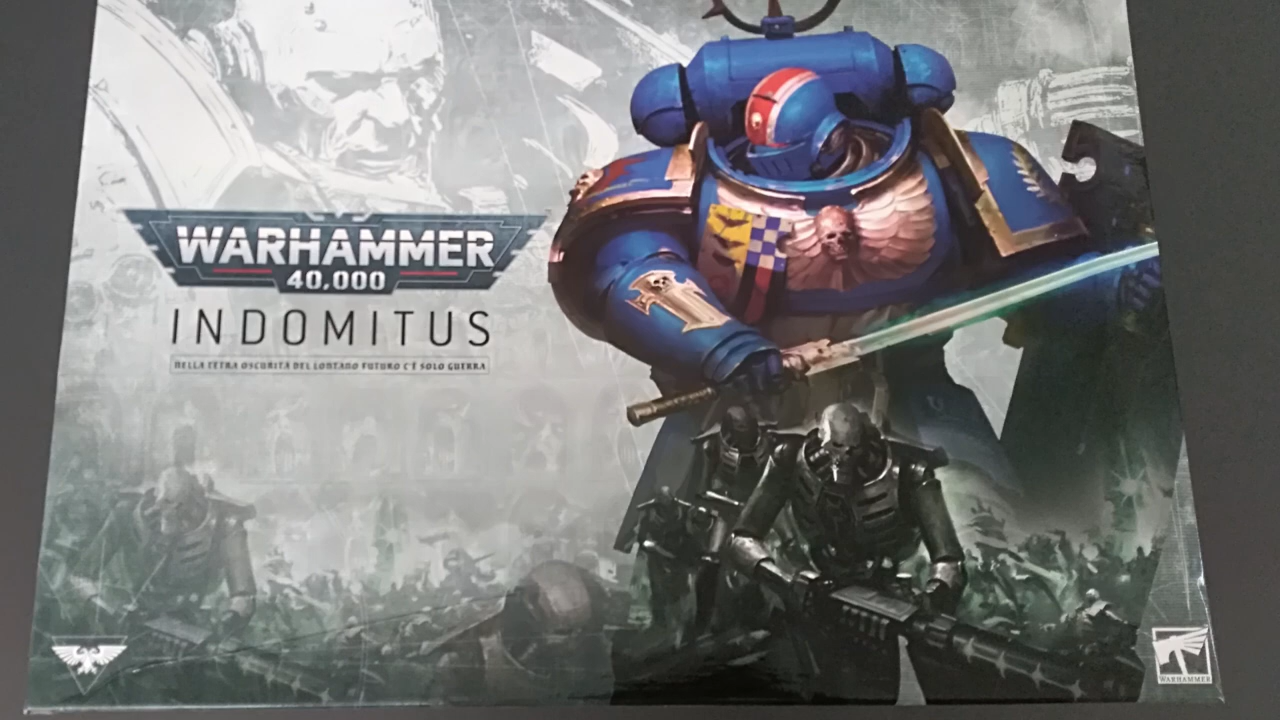 WARHAMMER
40,000
INDOMITUS
NELLA TETRA OSCURITÀ DEL LONTANO FUTURO C'È SOLO GUERRA
WARHAMMER